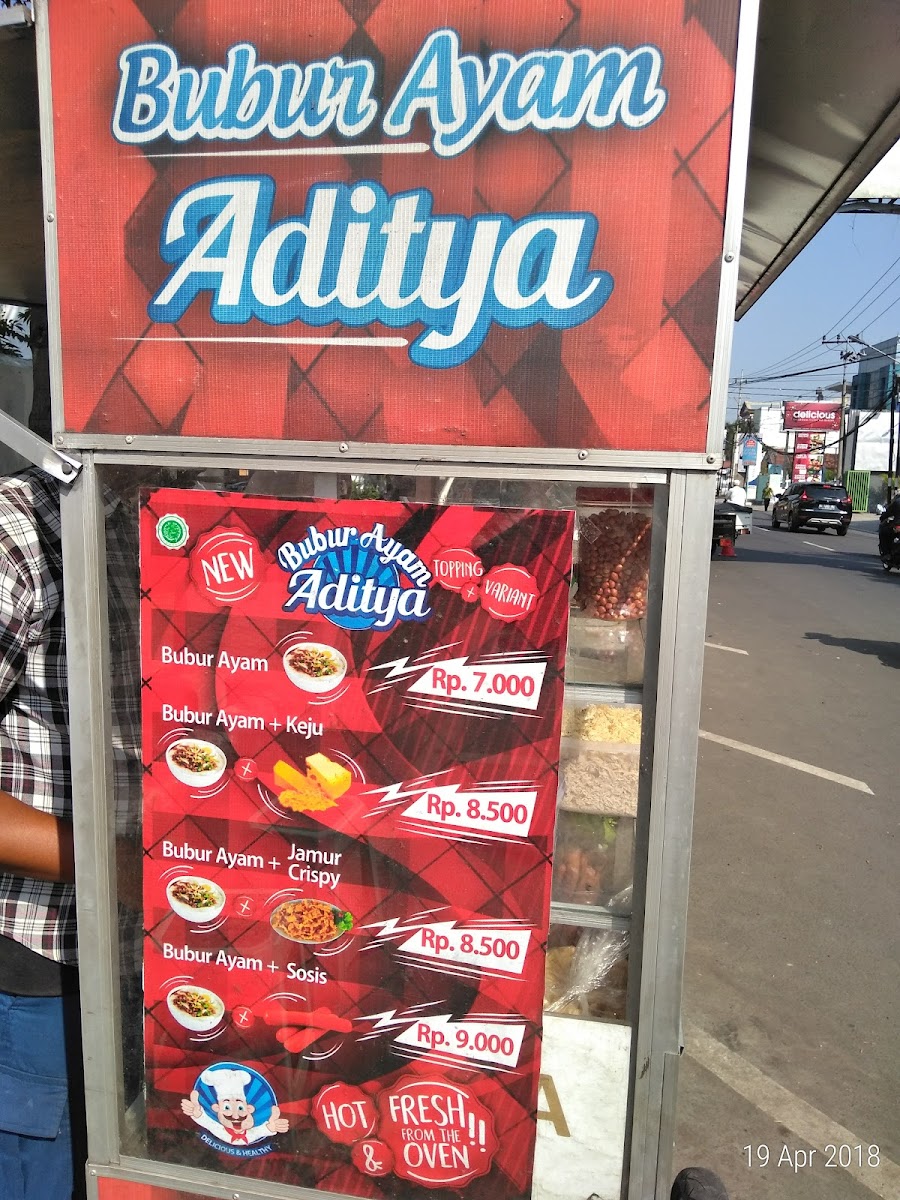 Bubur Ayam
Aditya
delicious
NEW
Bubur Ayam
Aditya
TOPPING
+
VARIANT
Bubur Ayam
Rp. 7.000
Bubur Ayam + Keju
+
Rp. 8.500
Bubur Ayam + Jamur
Crispy
+
Rp. 8.500
Bubur Ayam + Sosis
+
Rp. 9.000
DELICIOUS & HEALTHY
HOT
&
FRESH
FROM THE
OVEN !!
A
19 Apr 2018